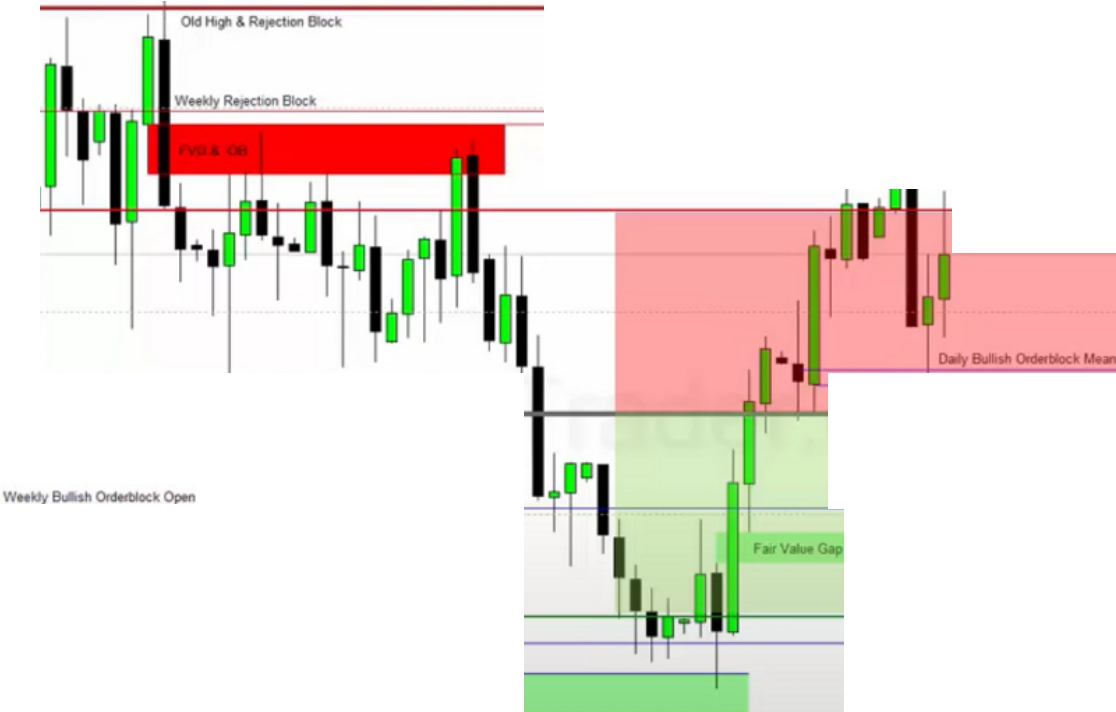 Old High & Rejection Block
Weekly Rejection Block
FVG & -OB
Daily Bullish Orderblock Mean
Weekly Bullish Orderblock Open
Fair Value Gap